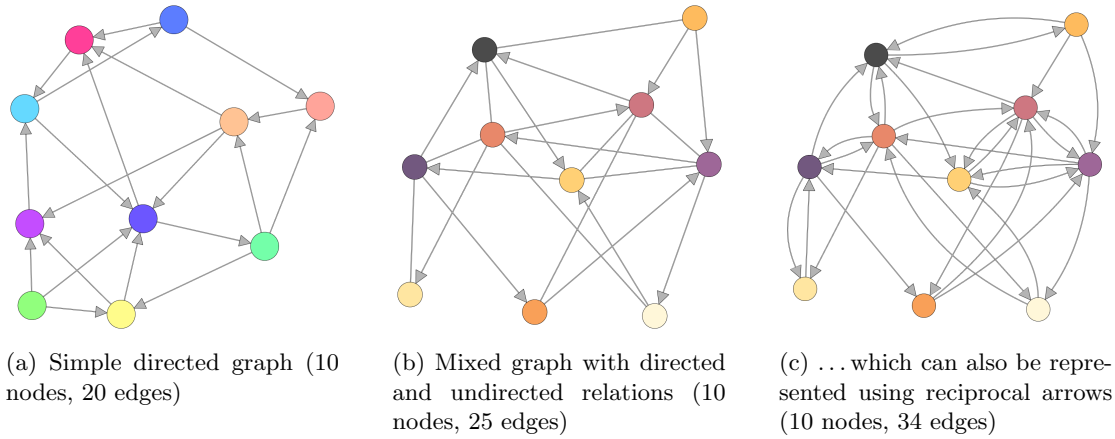 (a) Simple directed graph (10
nodes, 20 edges)
(b) Mixed graph with directed
and undirected relations (10
nodes, 25 edges)
(c) ... which can also be repre-
sented using reciprocal arrows
(10 nodes, 34 edges)